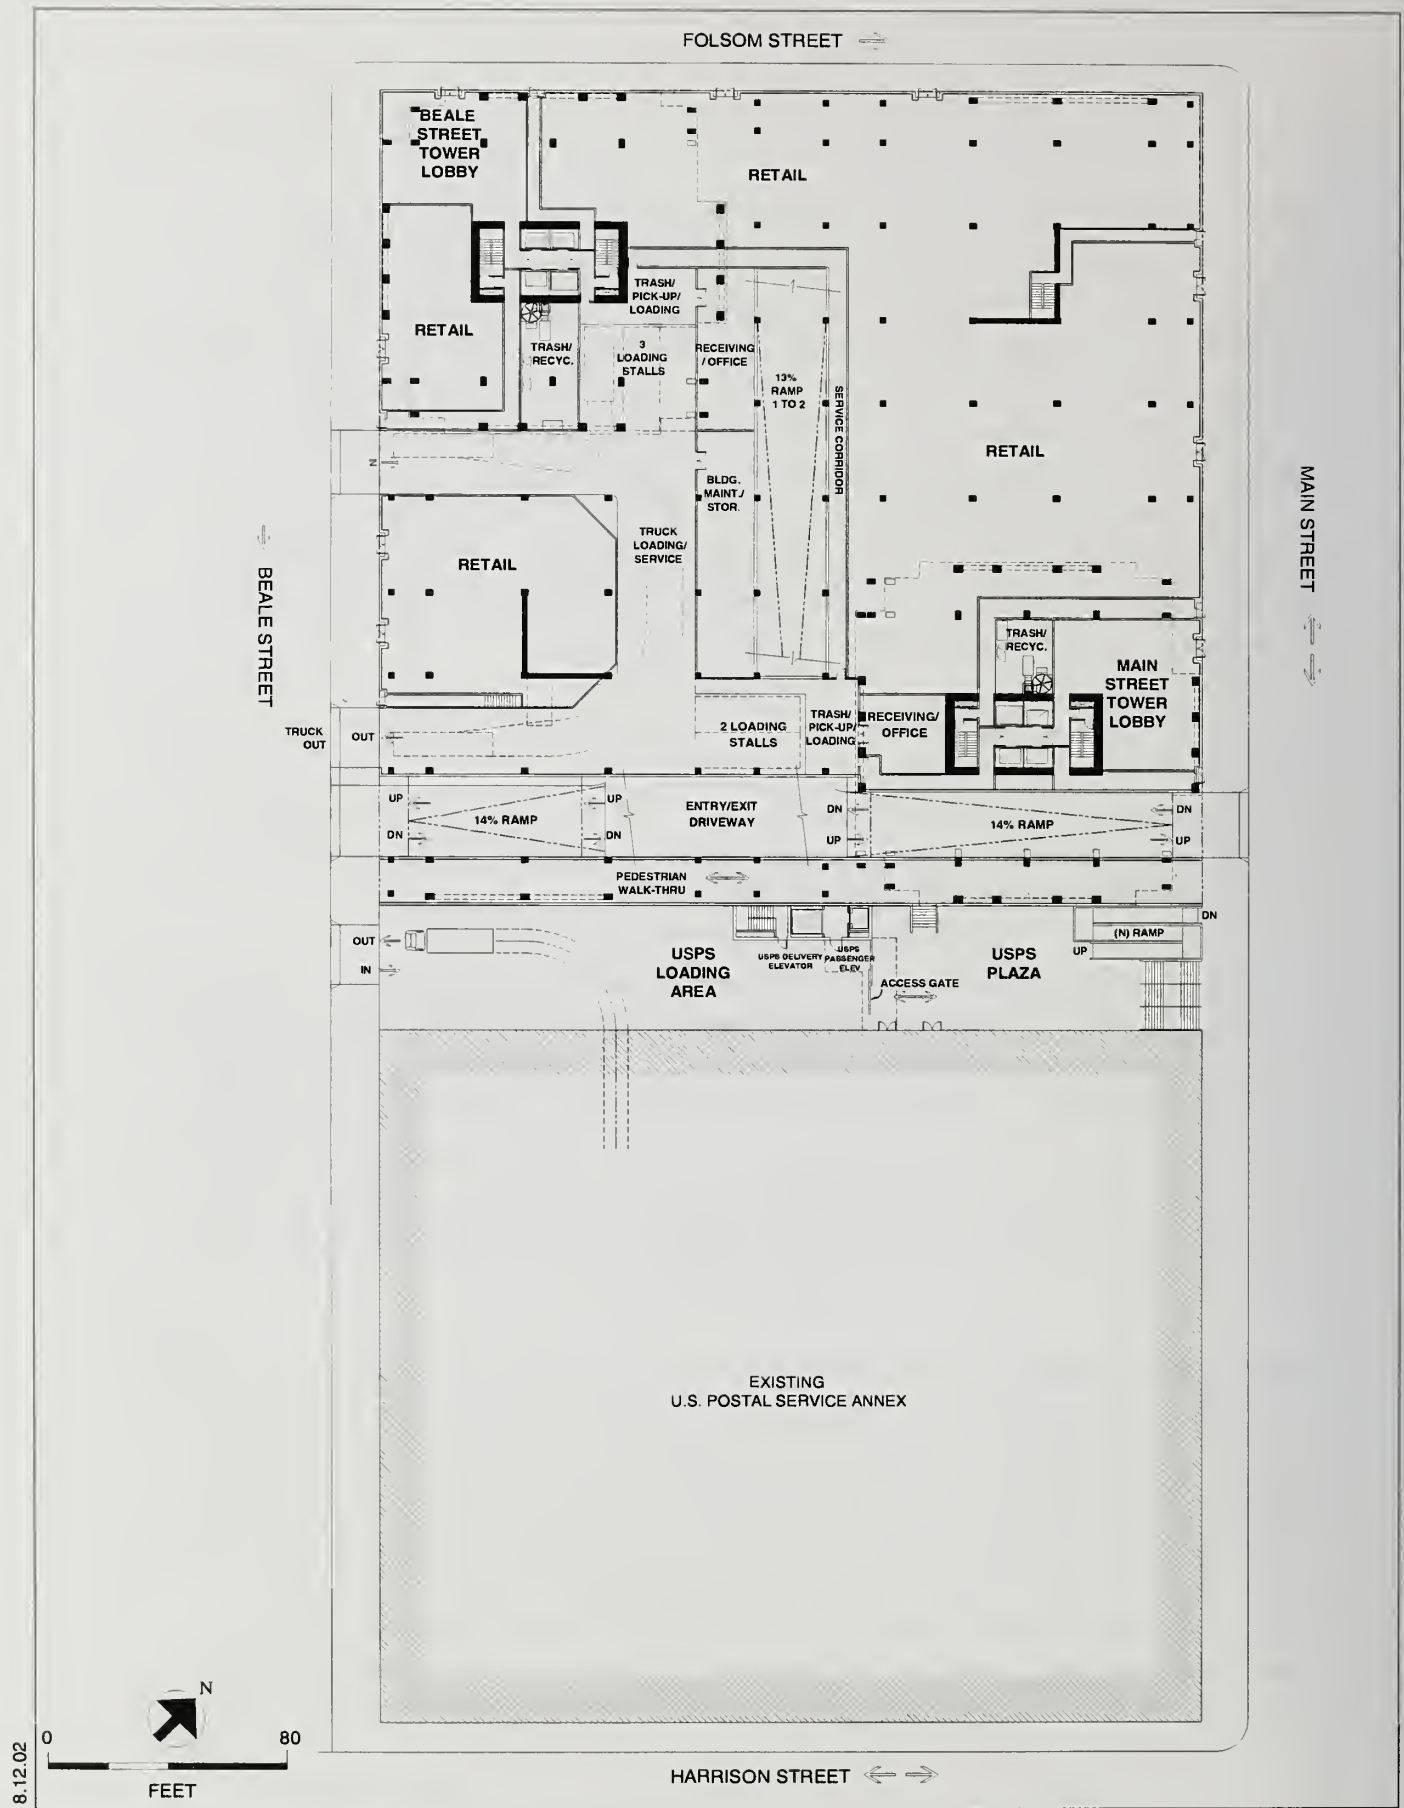 FOLSOM STREET
BEALE
STREET
TOWER
LOBBY
RETAIL
TRASH/
PICK-UP/
LOADING
RETAIL
TRASH/
RECYC.
3
LOADING
STALLS
RECEIVING
/ OFFICE
13%
RAMP
1 TO 2
SERVICE CORRIDOR
RETAIL
N
BLDG.
MAINT./
STOR.
MAIN STREET
TRUCK
LOADING/
SERVICE
RETAIL
BEALE STREET
TRASH/
RECYC.
MAIN
STREET
TOWER
LOBBY
TRUCK
OUT
OUT
2 LOADING
STALLS
TRASH/
PICK-UP/
LOADING
RECEIVING/
OFFICE
UP
UP
14% RAMP
DN
DN
ENTRY/EXIT
DRIVEWAY
DN
UP
14% RAMP
DN
UP
PEDESTRIAN
WALK-THRU
OUT
IN
USPS
LOADING
AREA
USPS DELIVERY
ELEVATOR
USPS
PASSENGER
ELEV
ACCESS GATE
USPS
PLAZA
DN
(N) RAMP
UP
EXISTING
U.S. POSTAL SERVICE ANNEX
N
0
80
FEET
8.12.02
HARRISON STREET